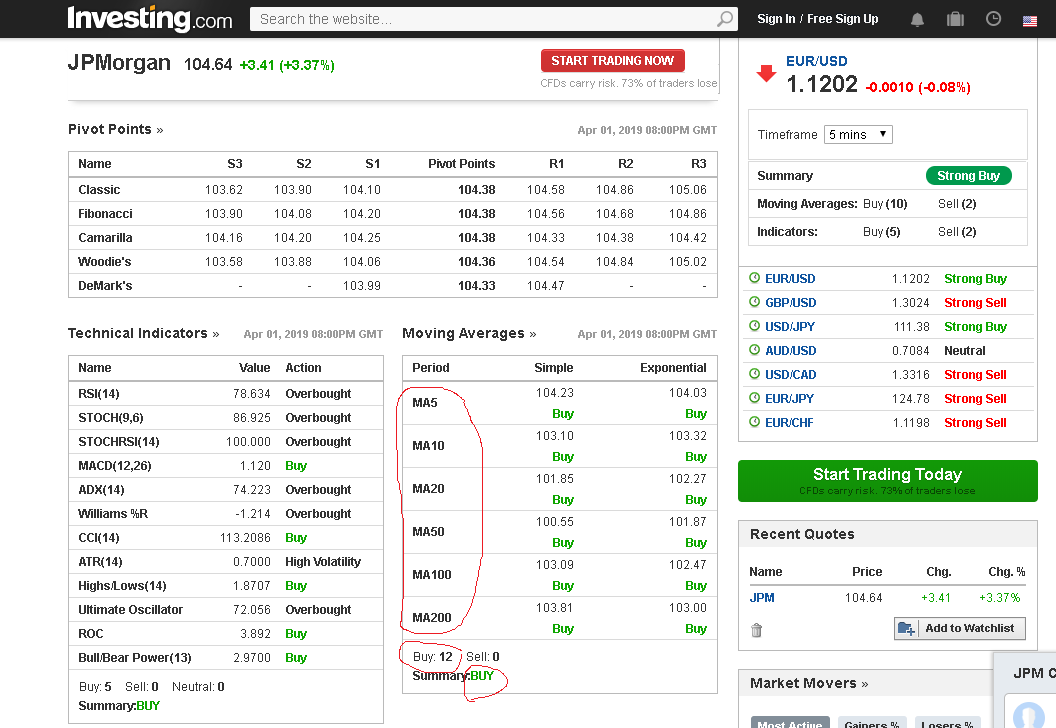 Investing.com
Search the website...
Sign In / Free Sign Up
JPMorgan 104.64 +3.41 (+3.37%)
START TRADING NOW
CFDs carry risk. 73% of traders lose
Pivot Points »
Apr 01, 2019 08:00PM GMT
Name S3 S2 S1 Pivot Points R1 R2 R3
Classic 103.62 103.90 104.10 104.38 104.58 104.86 105.06
Fibonacci 103.90 104.08 104.20 104.38 104.56 104.68 104.86
Camarilla 104.16 104.20 104.25 104.38 104.33 104.38 104.42
Woodie's 103.58 103.88 104.06 104.36 104.54 104.84 105.02
DeMark's - - 103.99 104.33 104.47 - -
Technical Indicators »
Apr 01, 2019 08:00PM GMT
Name Value Action
RSI(14) 78.634 Overbought
STOCH(9,6) 86.925 Overbought
STOCHRSI(14) 100.000 Overbought
MACD(12,26) 1.120 Buy
ADX(14) 74.223 Overbought
Williams %R -1.214 Overbought
CCI(14) 113.2086 Buy
ATR(14) 0.7000 High Volatility
Highs/Lows(14) 1.8707 Buy
Ultimate Oscillator 72.056 Overbought
ROC 3.892 Buy
Bull/Bear Power(13) 2.9700 Buy
Buy: 5 Sell: 0 Neutral: 0
Summary:BUY
Moving Averages »
Apr 01, 2019 08:00PM GMT
Period Simple Exponential
MA5 104.23 104.03
Buy Buy
MA10 103.10 103.32
Buy Buy
MA20 101.85 102.27
Buy Buy
MA50 100.55 101.87
Buy Buy
MA100 103.09 102.47
Buy Buy
MA200 103.81 103.00
Buy Buy
Buy: 12 Sell: 0
Summary:BUY
EUR/USD
1.1202 -0.0010 (-0.08%)
Timeframe 5 mins
Summary Strong Buy
Moving Averages: Buy (10) Sell (2)
Indicators: Buy (5) Sell (2)
EUR/USD 1.1202 Strong Buy
GBP/USD 1.3024 Strong Sell
USD/JPY 111.38 Strong Buy
AUD/USD 0.7084 Neutral
USD/CAD 1.3316 Strong Sell
EUR/JPY 124.78 Strong Sell
EUR/CHF 1.1198 Strong Sell
Start Trading Today
CFDs carry risk. 73% of traders lose
Recent Quotes
Name Price Chg. Chg. %
JPM 104.64 +3.41 +3.37%
Add to Watchlist
Market Movers »
JPM C
Most Active Gainers % Losers %